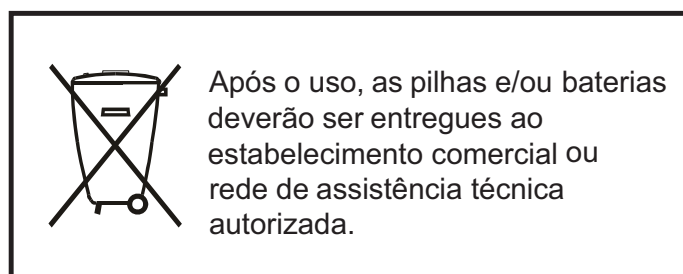 Após o uso, as pilhas e/ou baterias
deverão ser entregues ao
estabelecimento comercial ou
rede de assistência técnica
autorizada.